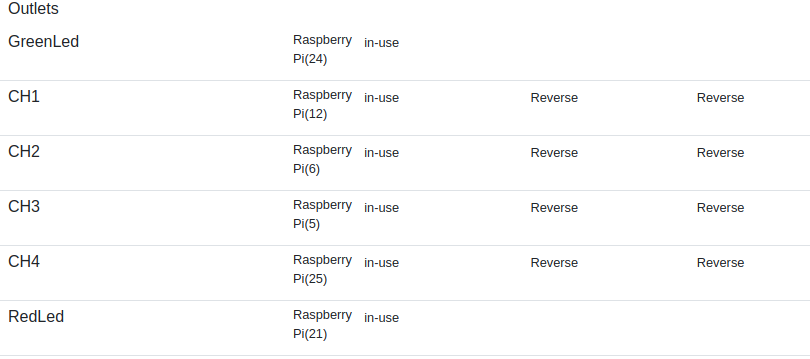 Outlets
GreenLed Raspberry Pi(24) in-use
CH1 Raspberry Pi(12) in-use Reverse Reverse
CH2 Raspberry Pi(6) in-use Reverse Reverse
CH3 Raspberry Pi(5) in-use Reverse Reverse
CH4 Raspberry Pi(25) in-use Reverse Reverse
RedLed Raspberry Pi(21) in-use